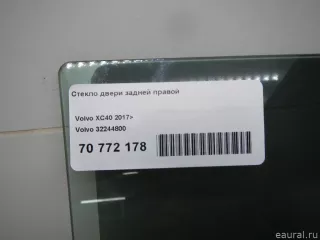 Стекло двери задней правой
Volvo XC40 2017>
Volvo 32244800
70 772 178
eaural.ru